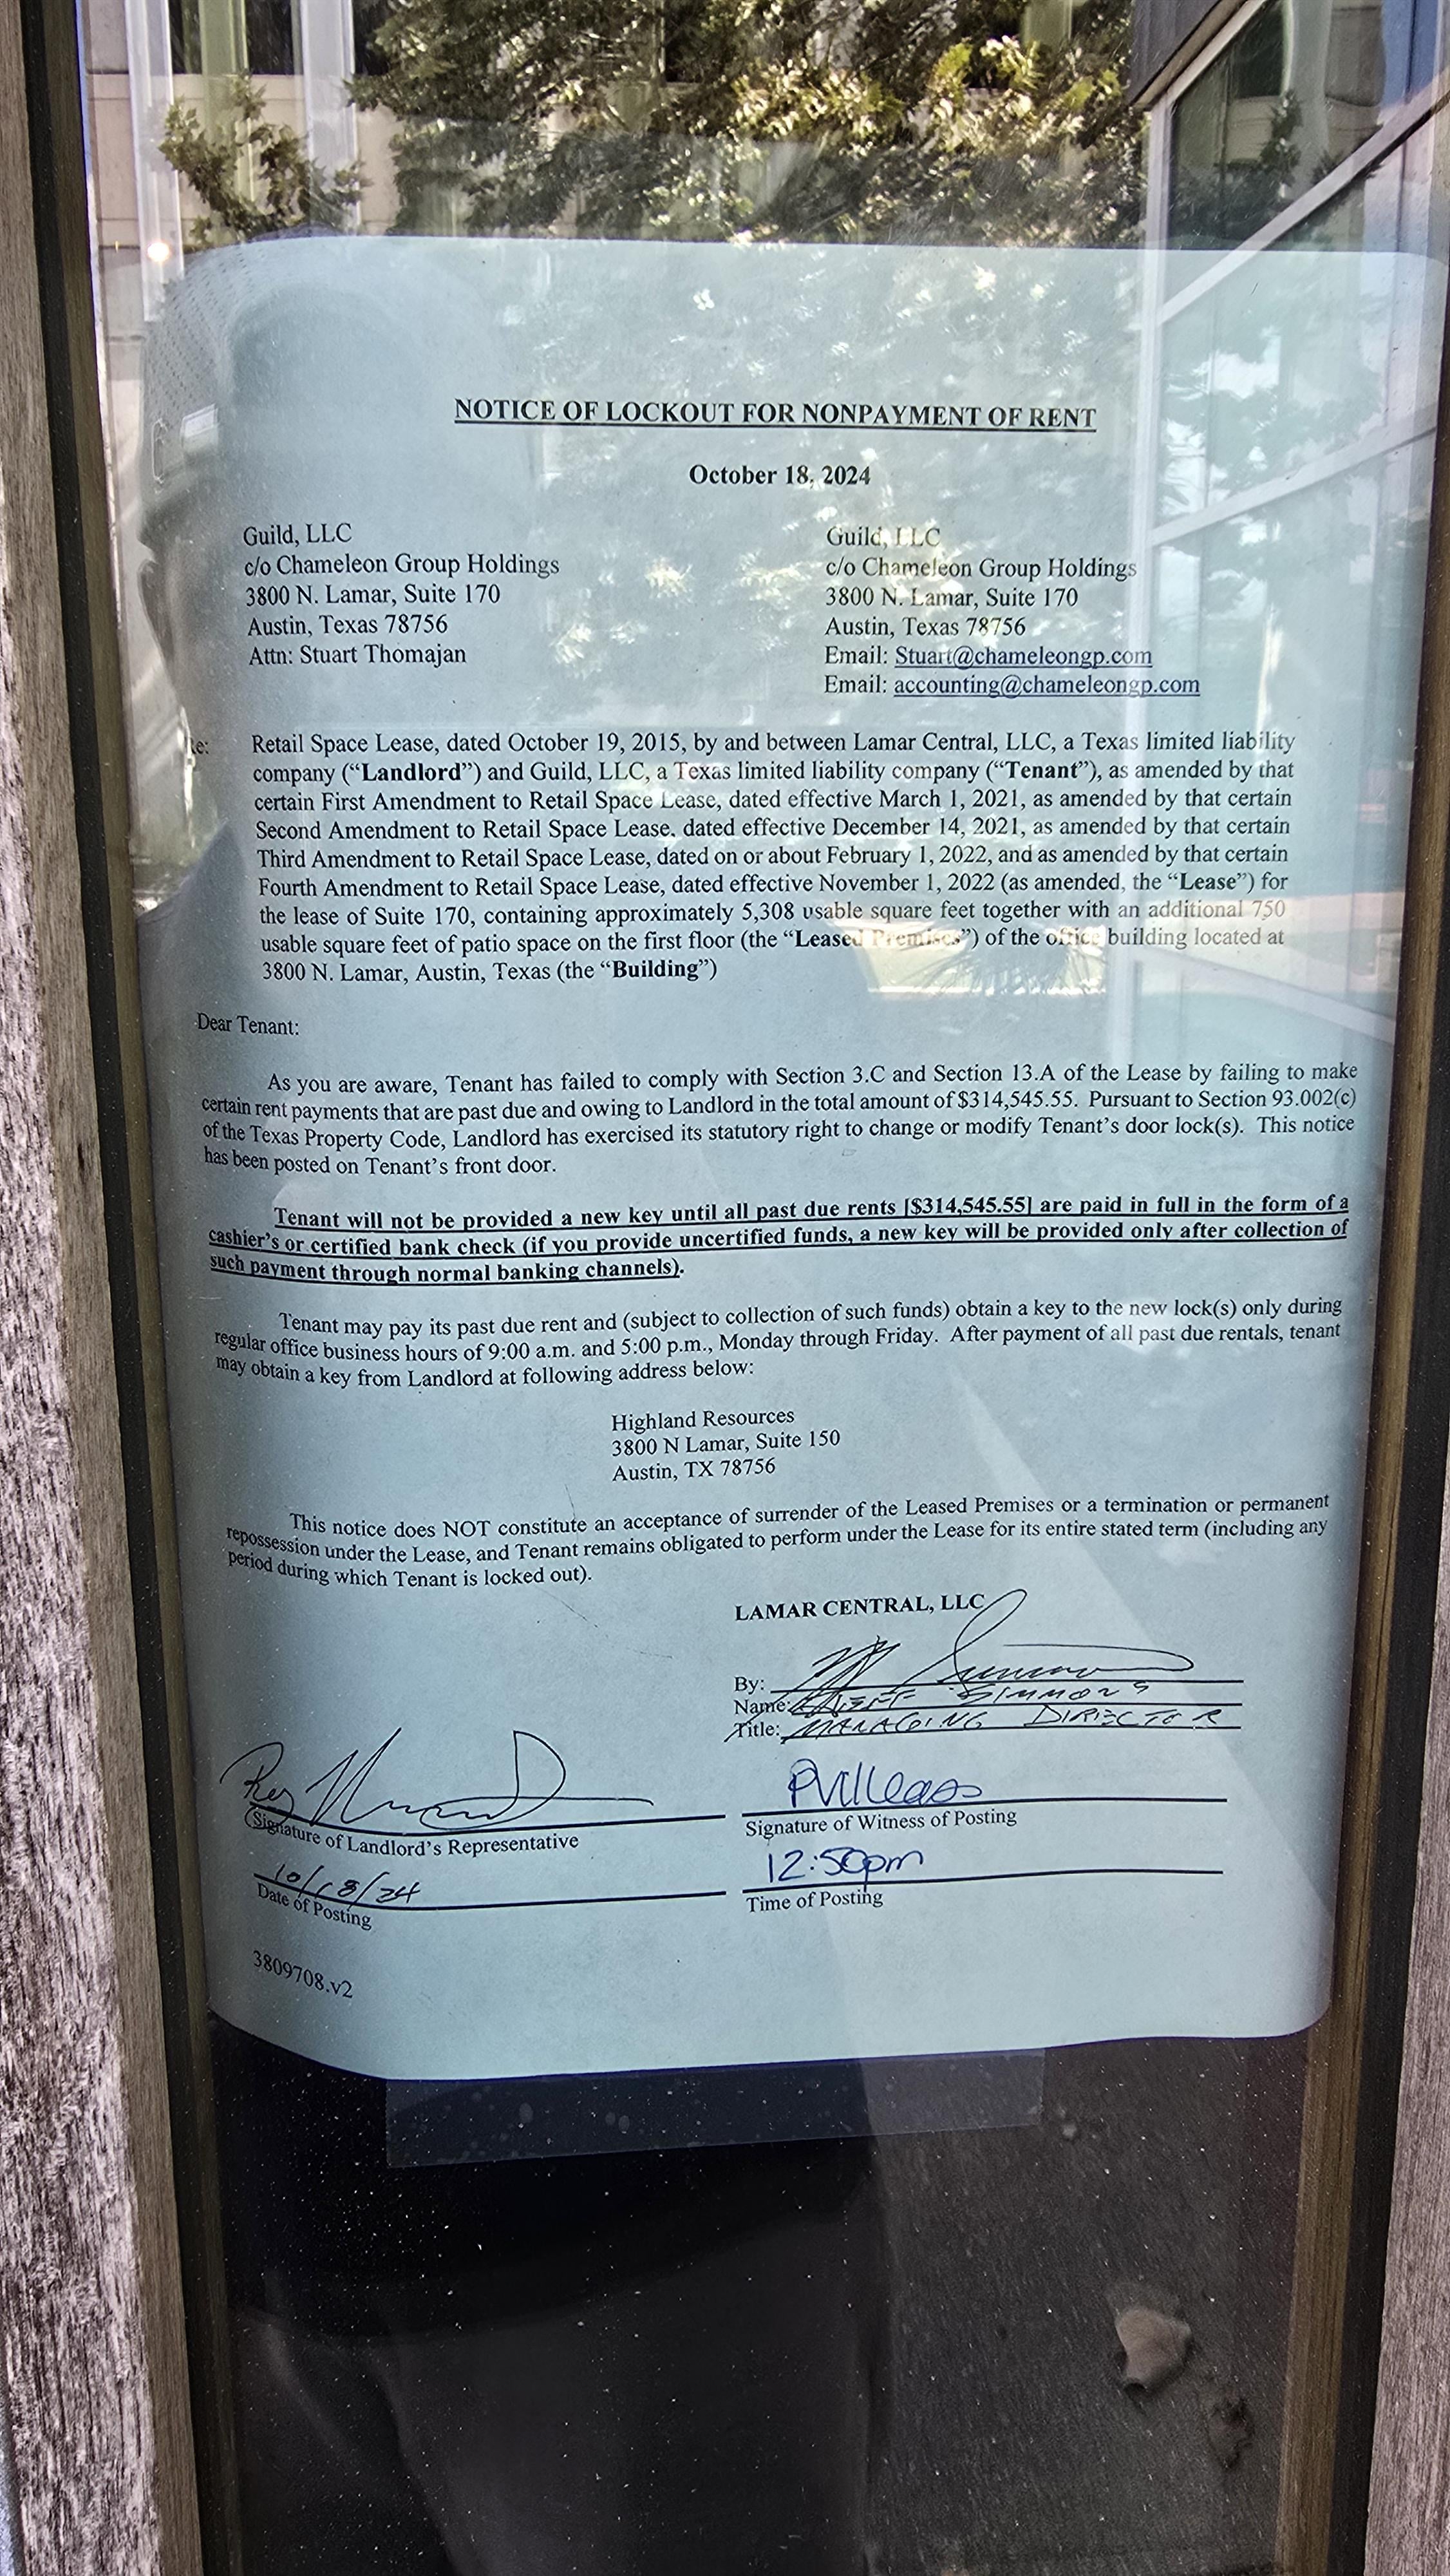 NOTICE OF LOCKOUT FOR NONPAYMENT OF RENT
October 18, 2024
Guild, LLC
c/o Chameleon Group Holdings
3800 N. Lamar, Suite 170
Austin, Texas 78756
Attn: Stuart Thomajan
Guild, LLC
c/o Chameleon Group Holdings
3800 N. Lamar, Suite 170
Austin, Texas 78756
Email: Stuart@chameleongp.com
Email: accounting@chameleongp.com
Re:
Retail Space Lease, dated October 19, 2015, by and between Lamar Central, LLC, a Texas limited liability
company (“Landlord”) and Guild, LLC, a Texas limited liability company (“Tenant”), as amended by that
certain First Amendment to Retail Space Lease, dated effective March 1, 2021, as amended by that certain
Second Amendment to Retail Space Lease, dated effective December 14, 2021, as amended by that certain
Third Amendment to Retail Space Lease, dated on or about February 1, 2022, and as amended by that certain
Fourth Amendment to Retail Space Lease, dated effective November 1, 2022 (as amended, the “Lease”) for
the lease of Suite 170, containing approximately 5,308 usable square feet together with an additional 750
usable square feet of patio space on the first floor (the “Leased Premises”) of the office building located at
3800 N. Lamar, Austin, Texas (the “Building”)
Dear Tenant:
As you are aware, Tenant has failed to comply with Section 3.C and Section 13.A of the Lease by failing to make
certain rent payments that are past due and owing to Landlord in the total amount of $314,545.55. Pursuant to Section 93.002(c)
of the Texas Property Code, Landlord has exercised its statutory right to change or modify Tenant’s door lock(s). This notice
has been posted on Tenant’s front door.
Tenant will not be provided a new key until all past due rents [$314,545.55] are paid in full in the form of a
cashier’s or certified bank check (if you provide uncertified funds, a new key will be provided only after collection of
such payment through normal banking channels).
Tenant may pay its past due rent and (subject to collection of such funds) obtain a key to the new lock(s) only during
regular office business hours of 9:00 a.m. and 5:00 p.m., Monday through Friday. After payment of all past due rentals, tenant
may obtain a key from Landlord at following address below:
Highland Resources
3800 N Lamar, Suite 150
Austin, TX 78756
This notice does NOT constitute an acceptance of surrender of the Leased Premises or a termination or permanent
repossession under the Lease, and Tenant remains obligated to perform under the Lease for its entire stated term (including any
period during which Tenant is locked out).
LAMAR CENTRAL, LLC
By:
Name: SIMMONS
Title: MANAGING DIRECTOR
Signature of Landlord’s Representative
10/18/24
Date of Posting
Signature of Witness of Posting
12:50pm
Time of Posting
3809708.v2